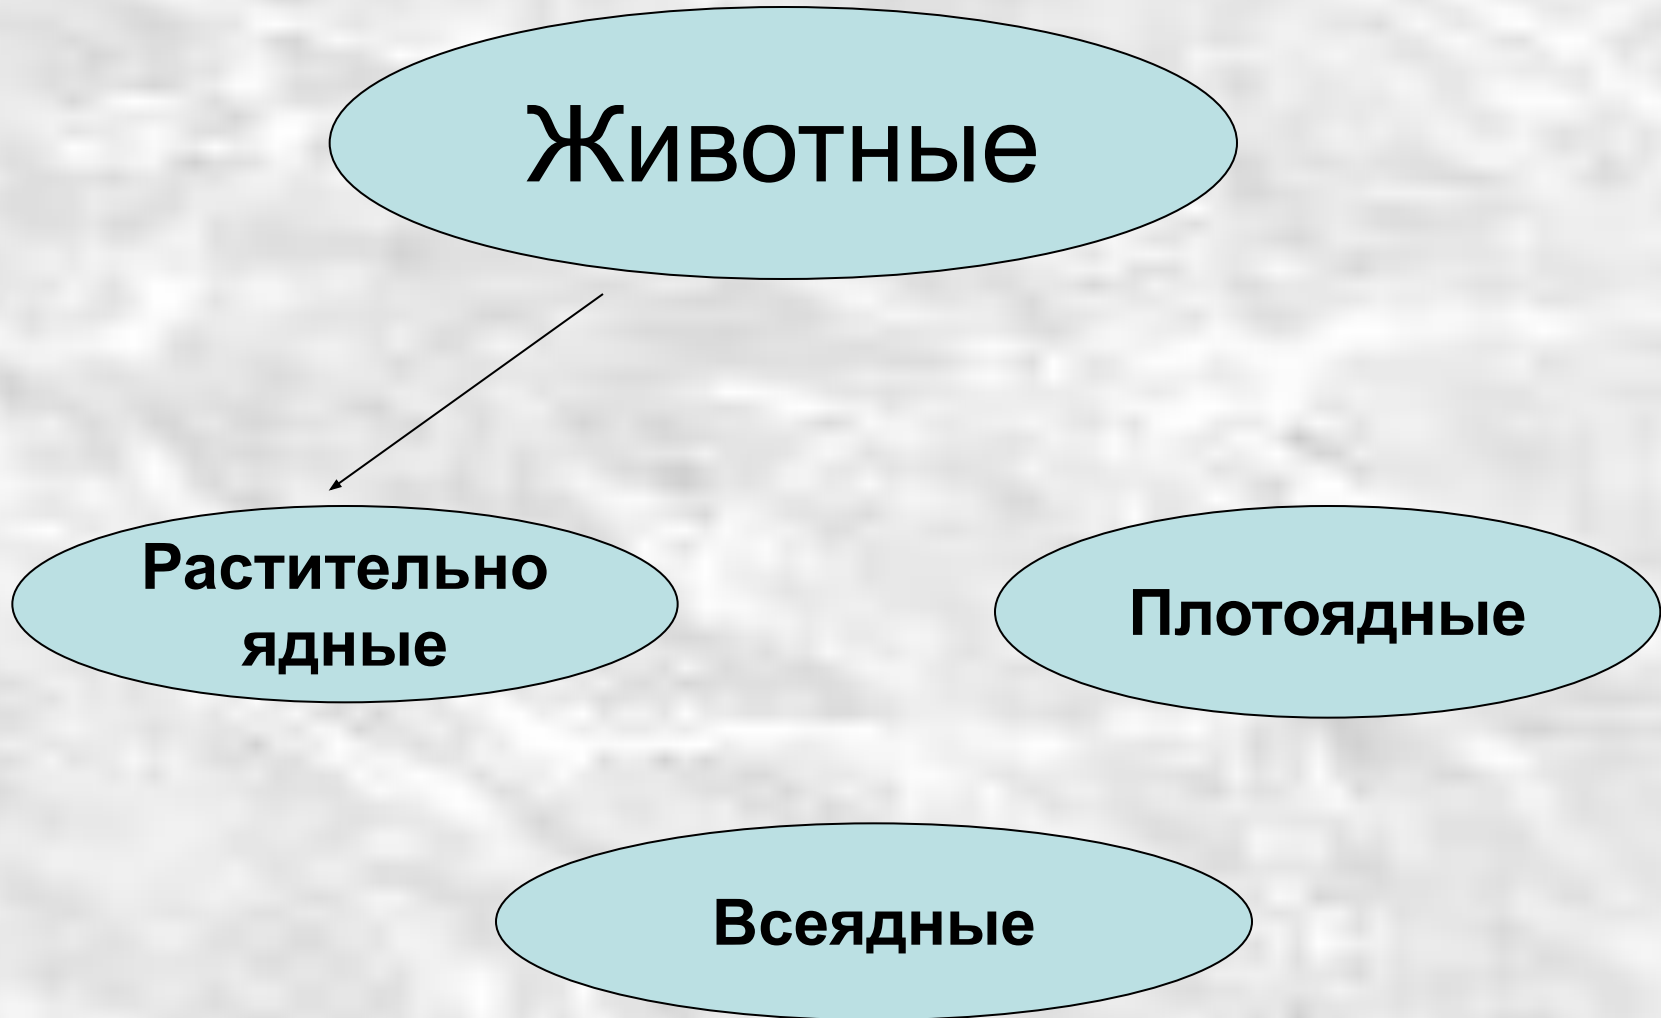 Животные
Растительно
ядные
Плотоядные
Всеядные